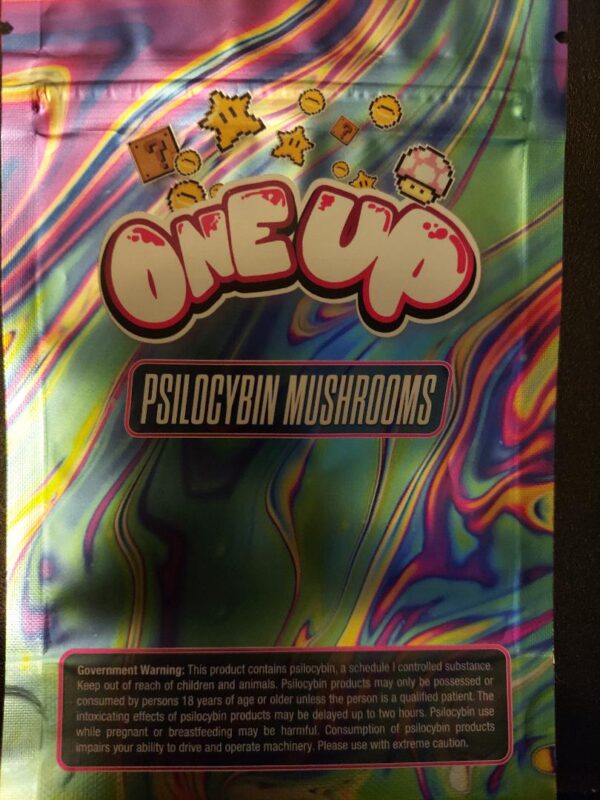 ONE UP
PSILOCYBIN MUSHROOMS
Government Warning: This product contains psilocybin, a schedule I controlled substance.
Keep out of reach of children and animals. Psilocybin products may only be possessed or
consumed by persons 18 years of age or older unless the person is a qualified patient. The
intoxicating effects of psilocybin products may be delayed up to two hours. Psilocybin use
while pregnant or breastfeeding may be harmful. Consumption of psilocybin products
impairs your ability to drive and operate machinery. Please use with extreme caution.